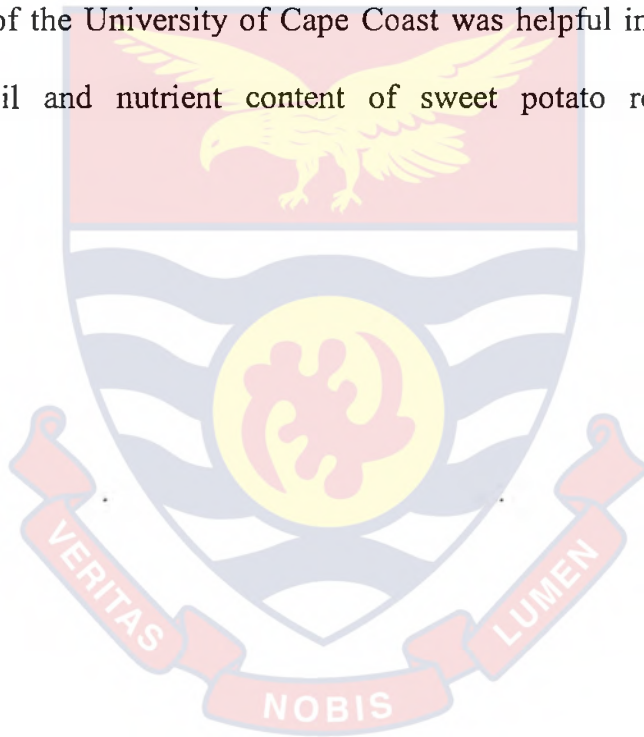 of the University of Cape Coast was helpful in
il and nutrient content of sweet potato
VERITAS
NOBIS
LUMEN